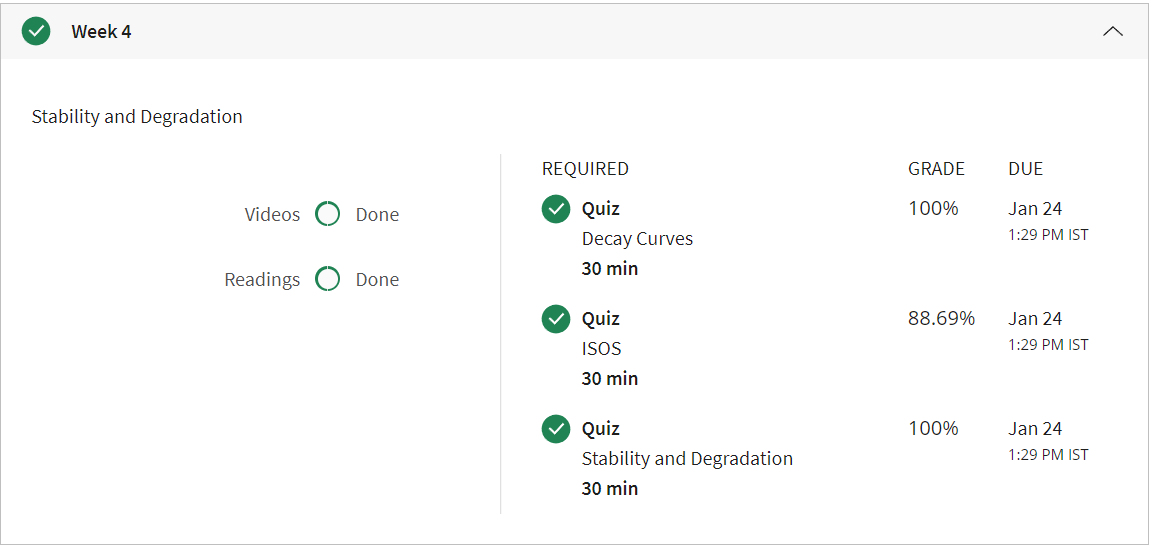 Week 4
Stability and Degradation
Videos Done
Readings Done
REQUIRED GRADE DUE
Quiz 100% Jan 24
Decay Curves 1:29 PM IST
30 min
Quiz 88.69% Jan 24
ISOS 1:29 PM IST
30 min
Quiz 100% Jan 24
Stability and Degradation 1:29 PM IST
30 min